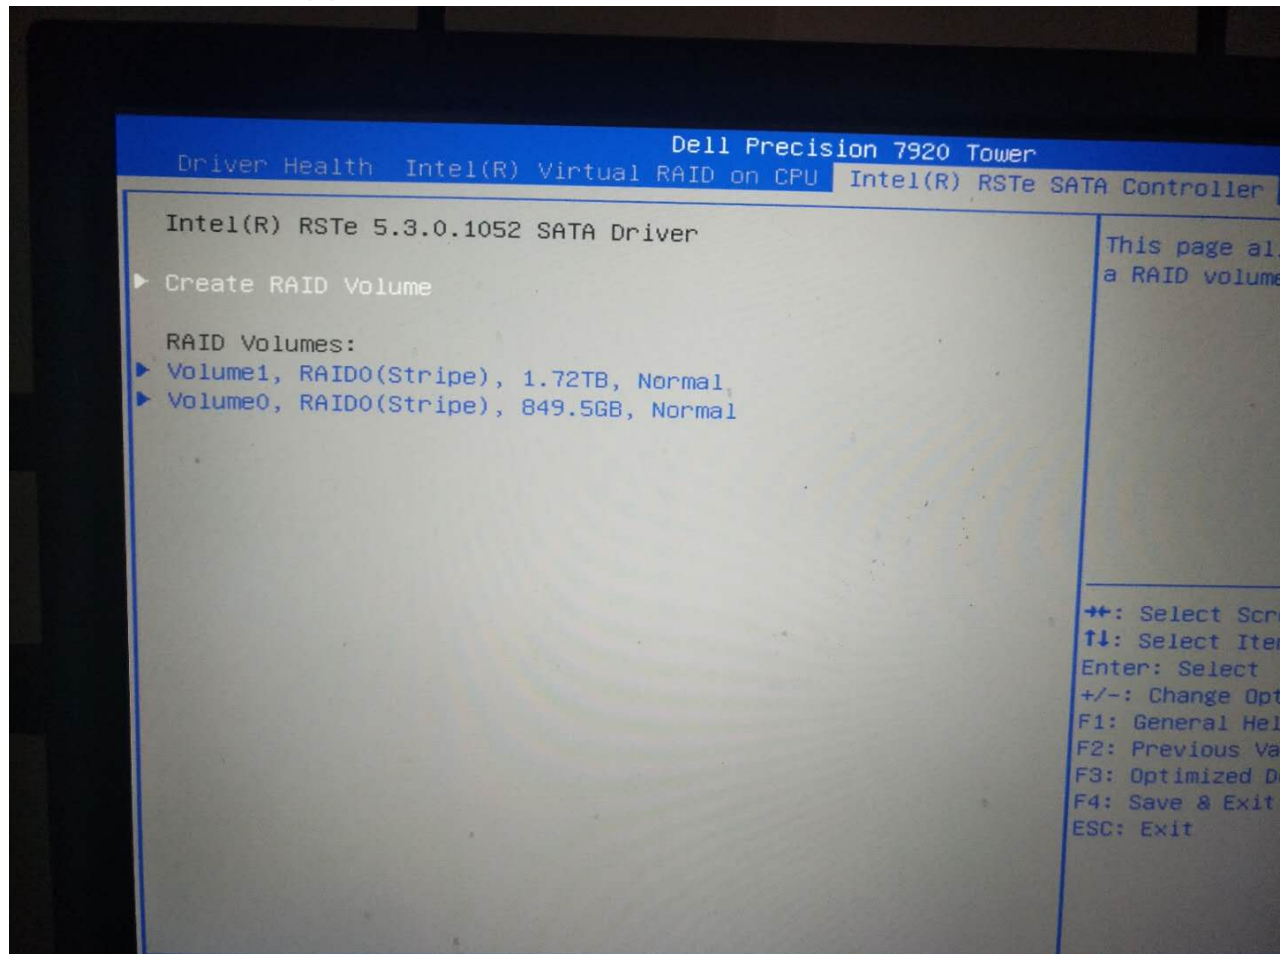 Dell Precision 7920 Tower
Driver Health Intel(R) Virtual RAID on CPU Intel(R) RSTe SATA Controller
Intel(R) RSTe 5.3.0.1052 SATA Driver
This page al
a RAID volume
Create RAID Volume
RAID Volumes:
Volume1, RAID0(Stripe), 1.72TB, Normal
Volume0, RAID0(Stripe), 849.5GB, Normal
→←: Select Scr
↑↓: Select Ite
Enter: Select
+/-: Change Opt
F1: General Hel
F2: Previous Va
F3: Optimized D
F4: Save & Exit
ESC: Exit